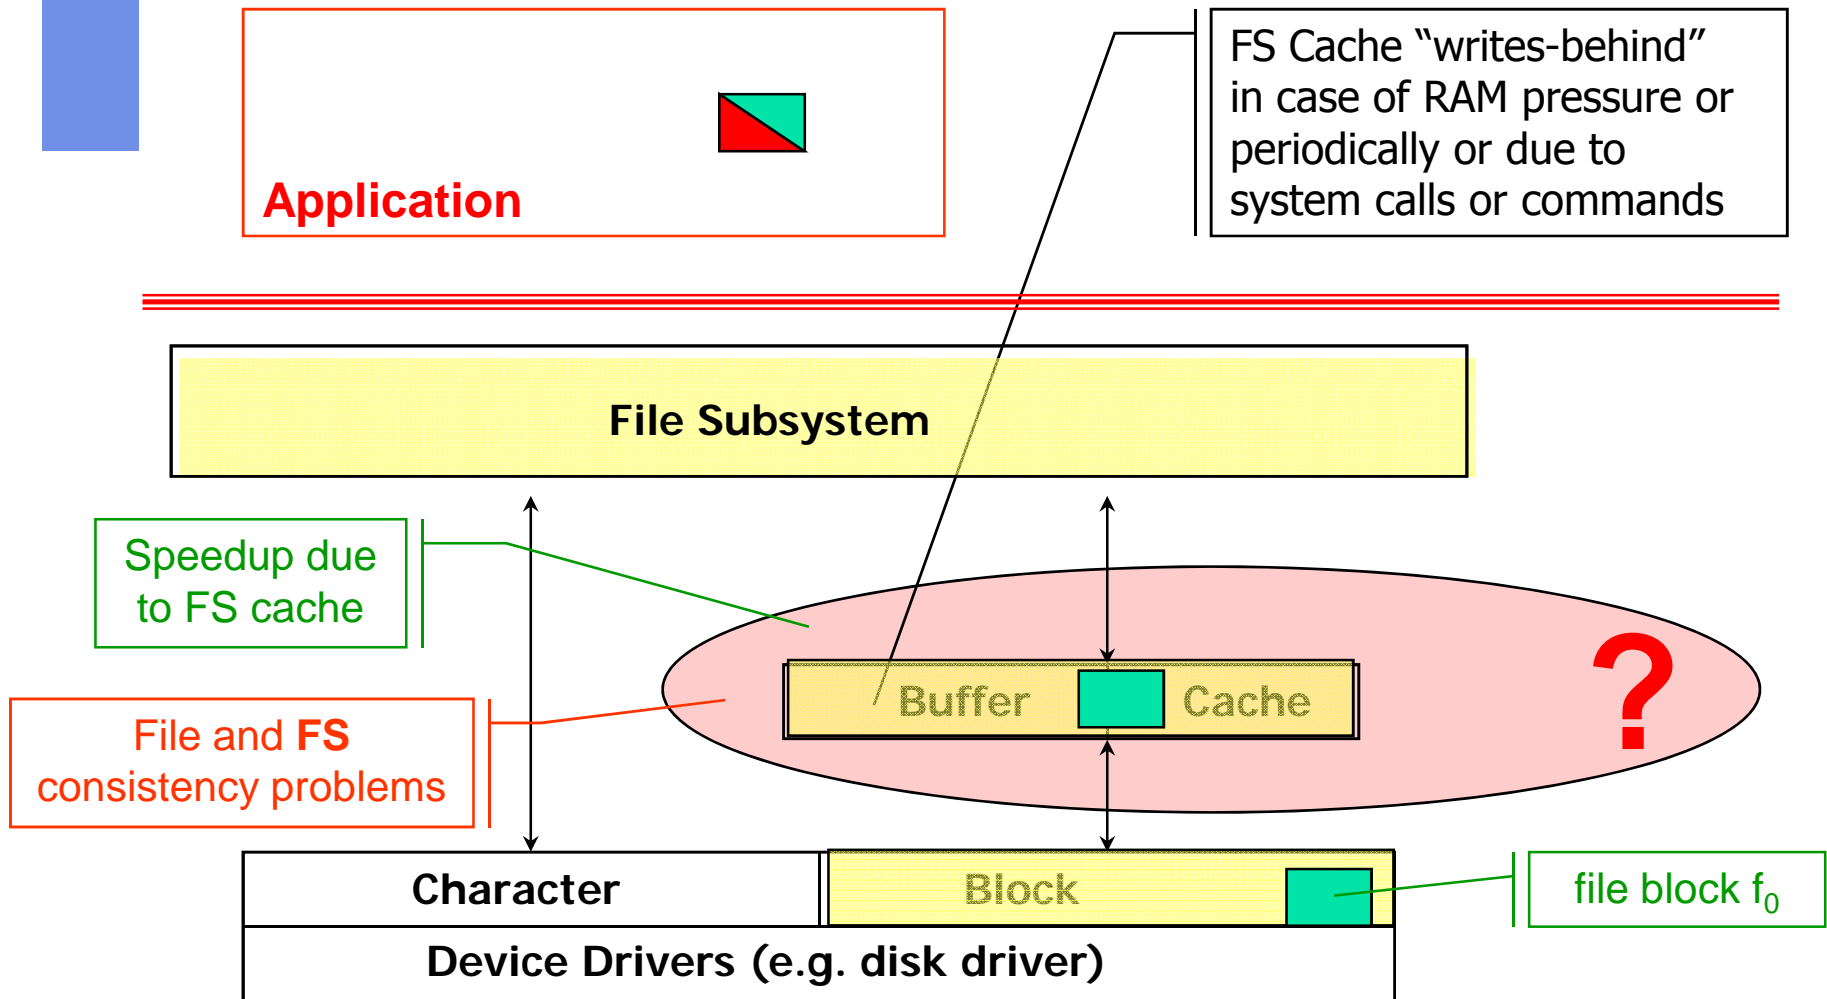 Application
FS Cache “writes-behind”
in case of RAM pressure or
periodically or due to
system calls or commands
File Subsystem
Speedup due
to FS cache
File and FS
consistency problems
Buffer Cache
?
Character
Block
file block f₀
Device Drivers (e.g. disk driver)